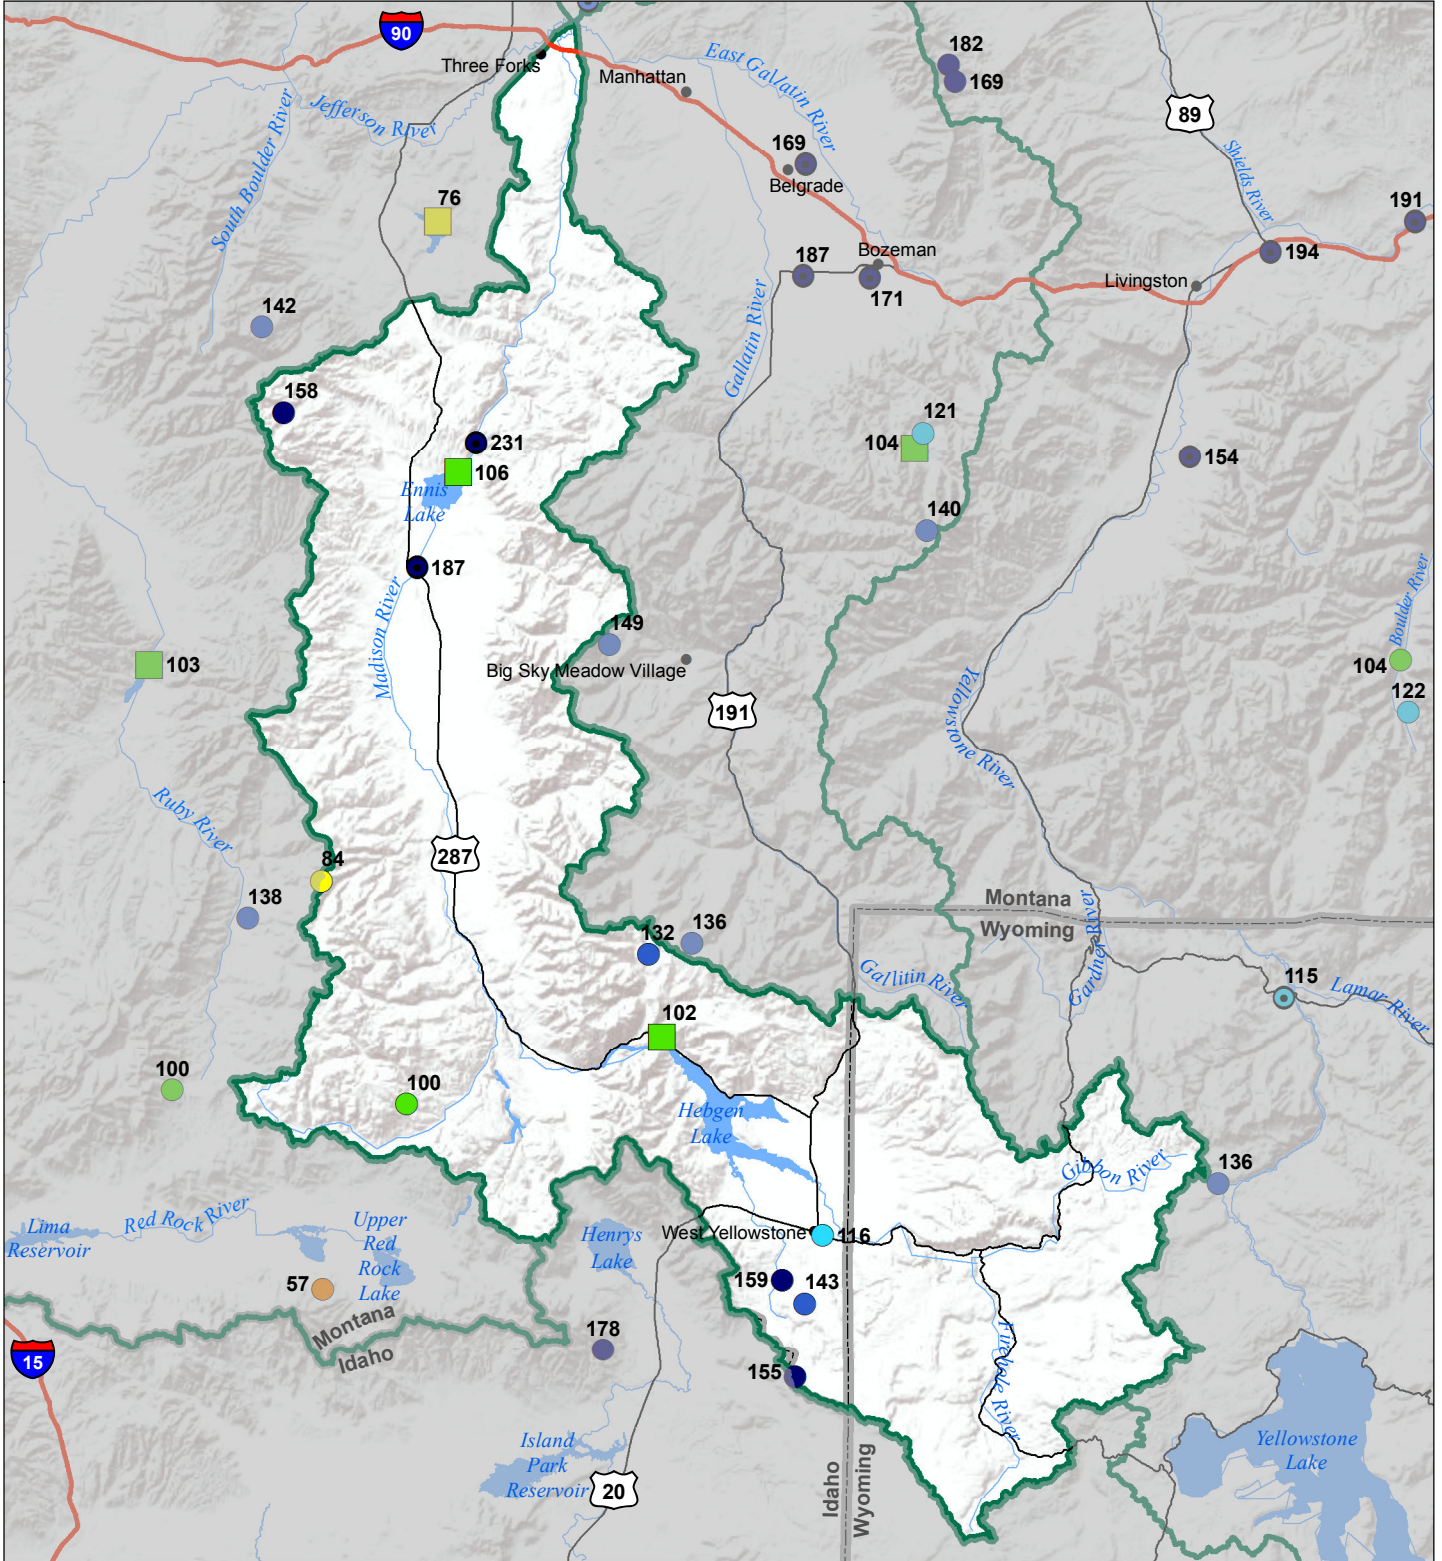 90
Three Forks
Manhattan
East Gallatin River
182
169
89
Jefferson River
South Boulder River
169
Belgrade
Shields River
76
191
187
Bozeman
171
194
Livingston
142
Gallatin River
158
231
106
Ennis
Lake
121
104
154
140
187
Madison River
149
Big Sky Meadow Village
Boulder River
103
104
122
191
Yellowstone River
Ruby River
287
84
138
132
136
Montana
Wyoming
Gardner River
Gallitin River
115
Lamar River
102
100
100
Hebgen
Lake
Gibbon River
136
Lima
Reservoir
Red Rock River
Upper
Red
Rock
Lake
Henrys
Lake
West Yellowstone
116
57
159
143
Montana
Idaho
178
15
155
Firehole River
Island
Park
Reservoir
20
Idaho
Wyoming
Yellowstone
Lake